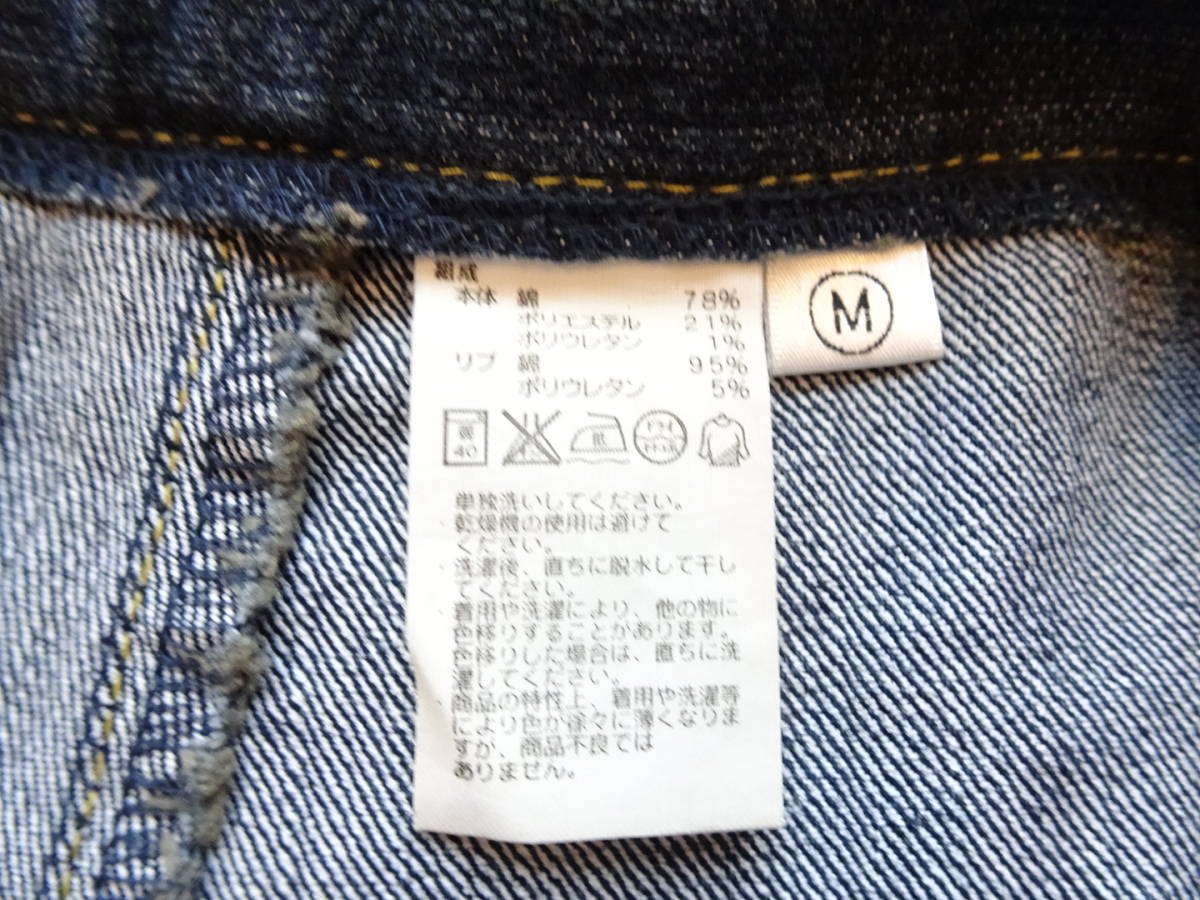 組成
本体 綿 78%
ポリエステル 21%
ポリウレタン 1%
リブ 綿 95%
ポリウレタン 5%
M
40
単独洗いしてください。
・乾燥機の使用は避けて
ください。
・洗濯後、直ちに脱水して干し
てください。
・着用や洗濯により、他の物に
色移りすることがあります。
色移りした場合は、直ちに洗
濯してください。
・商品の特性上、着用や洗濯等
により色が徐々に薄くなりま
すが、商品不良では
ありません。